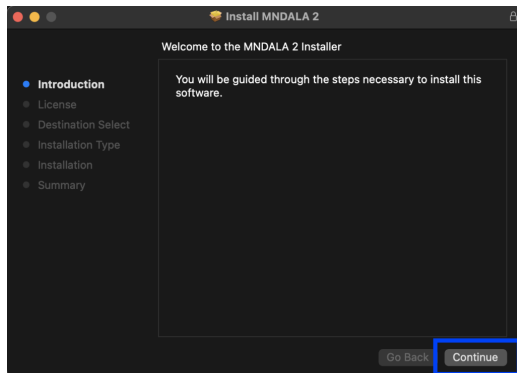 Install MNDALA 2
Welcome to the MNDALA 2 Installer
Introduction
License
Destination Select
Installation Type
Installation
Summary
You will be guided through the steps necessary to install this
software.
Go Back
Continue